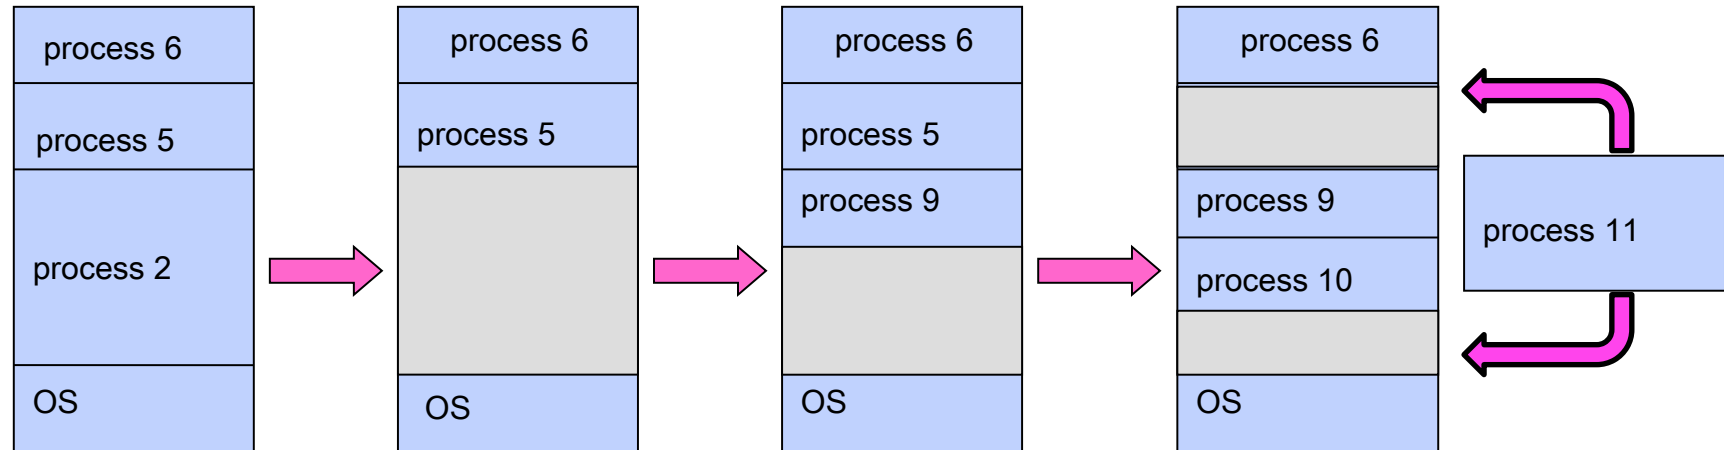 process 6
process 5
process 2
OS
process 6
process 5
OS
process 6
process 5
process 9
OS
process 6
process 9
process 10
OS
process 11